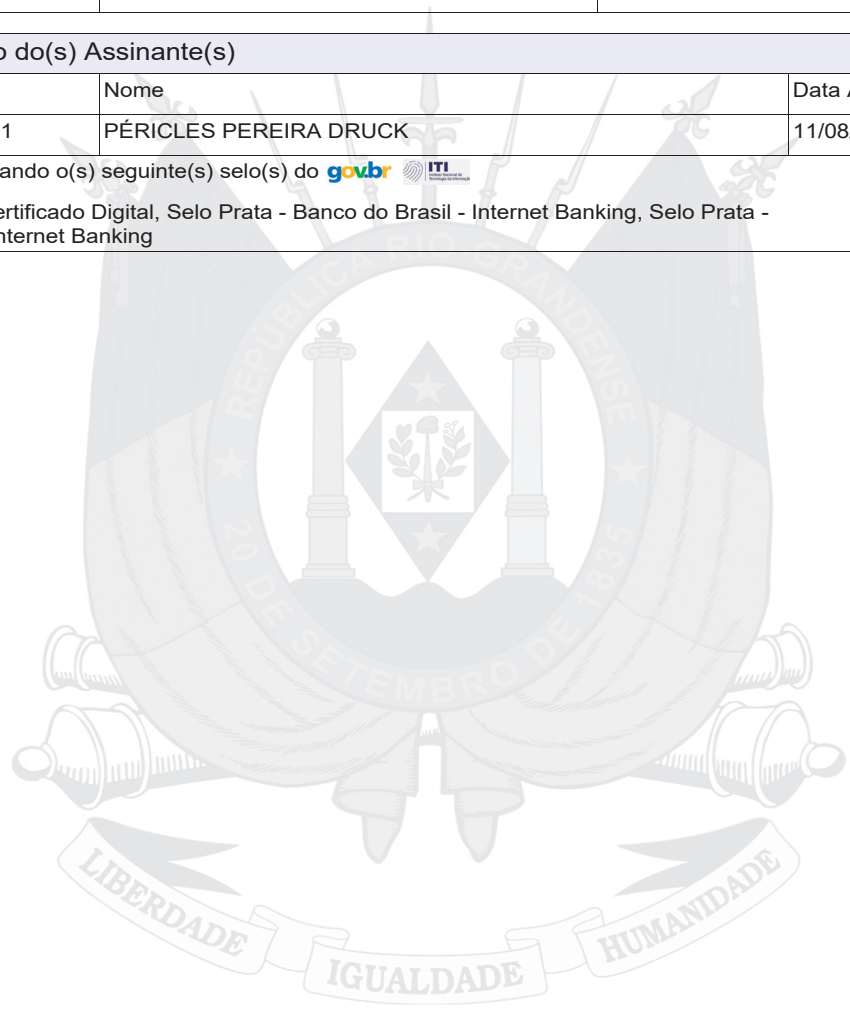 o do(s) Assinante(s)
Nome
Data
1
PÉRICLES PEREIRA DRUCK
11/08
ando o(s) seguinte(s) selo(s) do gov.br ITI
ertificado Digital, Selo Prata - Banco do Brasil - Internet Banking, Selo Prata -
nternet Banking
REPÚBLICA RIO-GRANDENSE
20 DE SETEMBRO DE 1835
LIBERDADE
IGUALDADE
HUMANIDADE